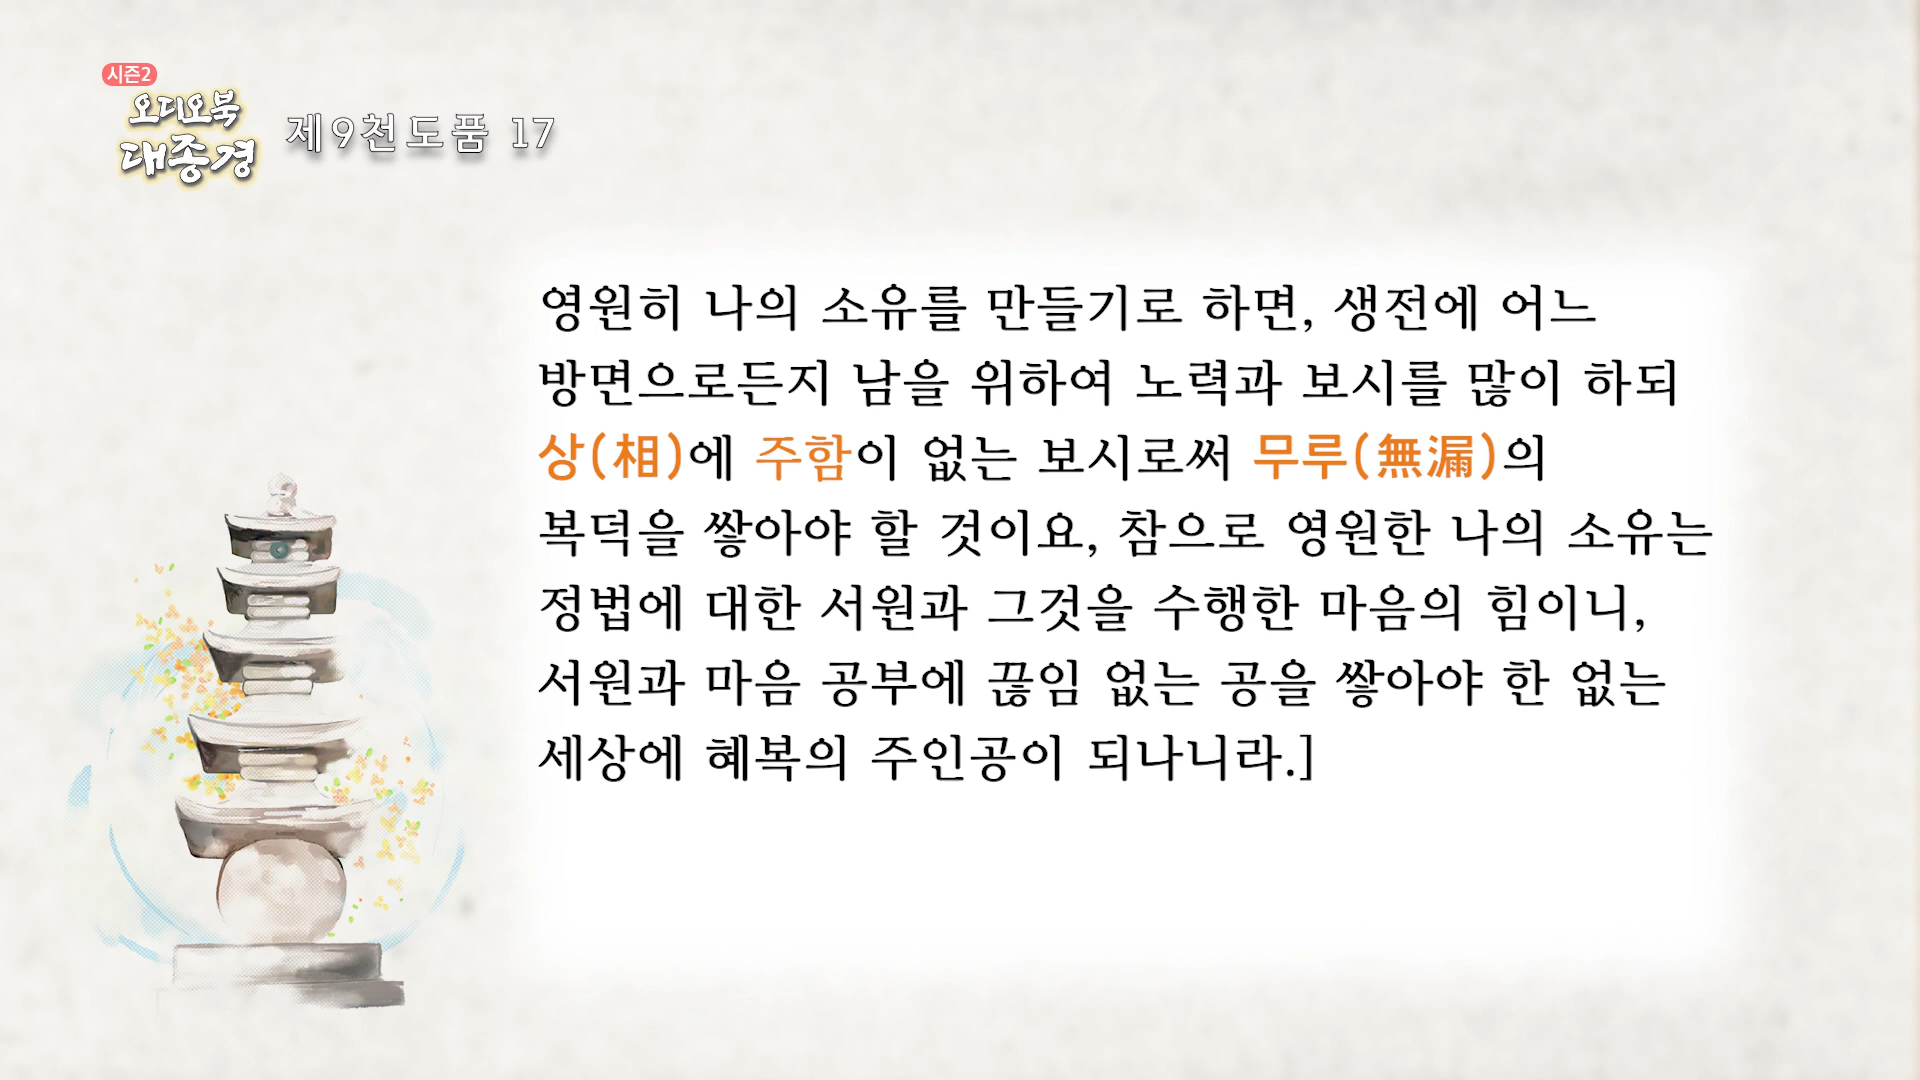 시즌2
오디오북
대종경
제9천도품 17
영원히 나의 소유를 만들기로 하면, 생전에 어느
방면으로든지 남을 위하여 노력과 보시를 많이 하되
상(相)에 주함이 없는 보시로써 무루(無漏)의
복덕을 쌓아야 할 것이요, 참으로 영원한 나의 소유는
정법에 대한 서원과 그것을 수행한 마음의 힘이니,
서원과 마음 공부에 끊임 없는 공을 쌓아야 한 없는
세상에 혜복의 주인공이 되나니라.]